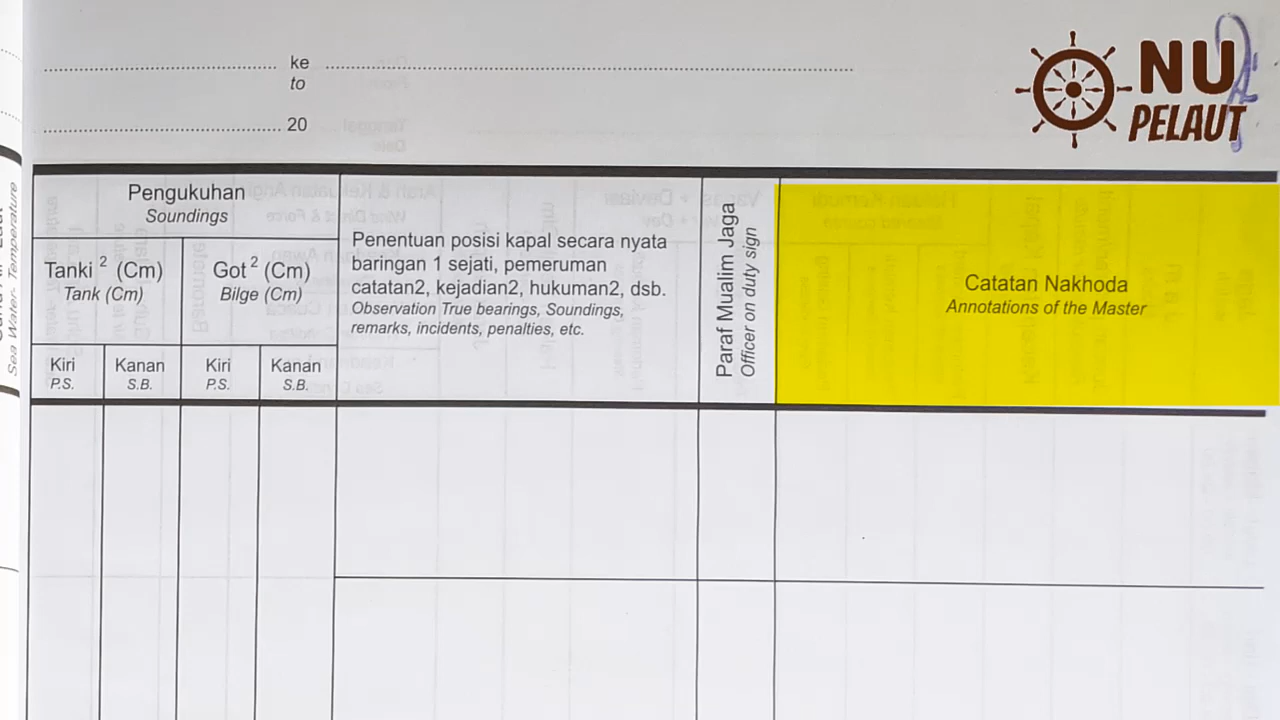 ke
to
20
NU
PELAUT
Sea Water- Temperature
Pengukuhan
Soundings
Tanki 2 (Cm)
Tank (Cm)
Got 2 (Cm)
Bilge (Cm)
Kiri
P.S.
Kanan
S.B.
Kiri
P.S.
Kanan
S.B.
Penentuan posisi kapal secara nyata
baringan 1 sejati, pemeruman
catatan2, kejadian2, hukuman2, dsb.
Observation True bearings, Soundings,
remarks, incidents, penalties, etc.
Paraf Mualim Jaga
Officer on duty sign
Catatan Nakhoda
Annotations of the Master